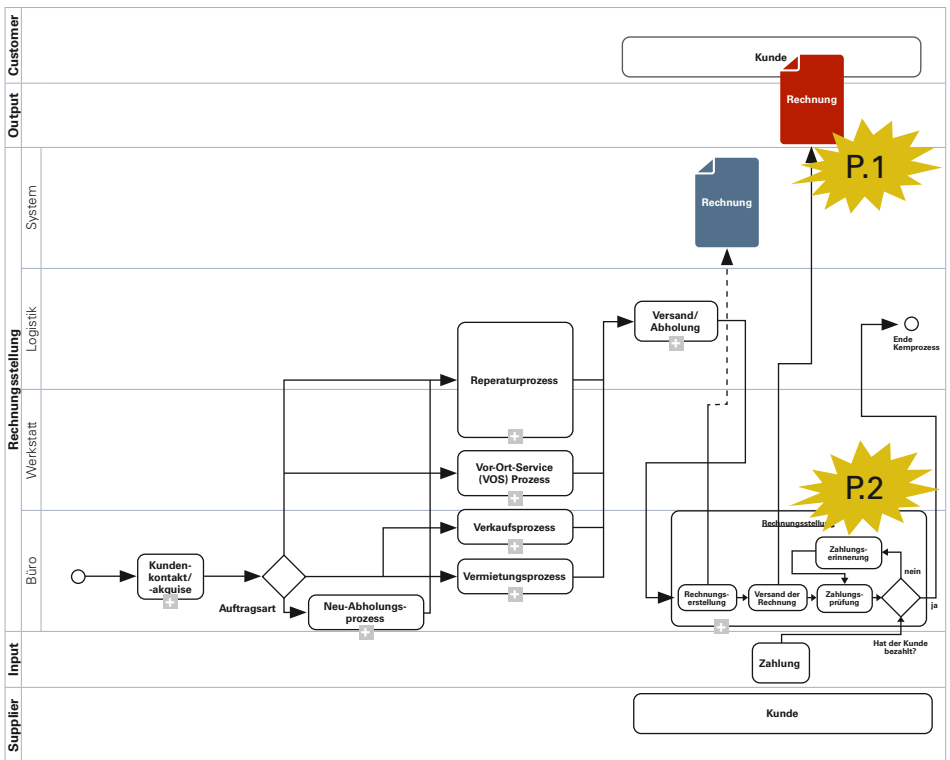 Customer
Kunde
Output
Rechnung
P.1
Rechnungsstellung
System
Rechnung
Logistik
Versand/
Abholung
Ende
Kernprozess
Reperaturprozess
Werkstatt
Vor-Ort-Service
(VOS) Prozess
P.2
Büro
Verkaufsprozess
Rechnungsstellung
Kunden-
kontakt/
-akquise
Auftragsart
Vermietungsprozess
Neu-Abholungs-
prozess
Zahlungs-
erinnerung
nein
Rechnungs-
erstellung
Versand der
Rechnung
Zahlungs-
prüfung
ja
Input
Zahlung
Hat der Kunde
bezahlt?
Supplier
Kunde